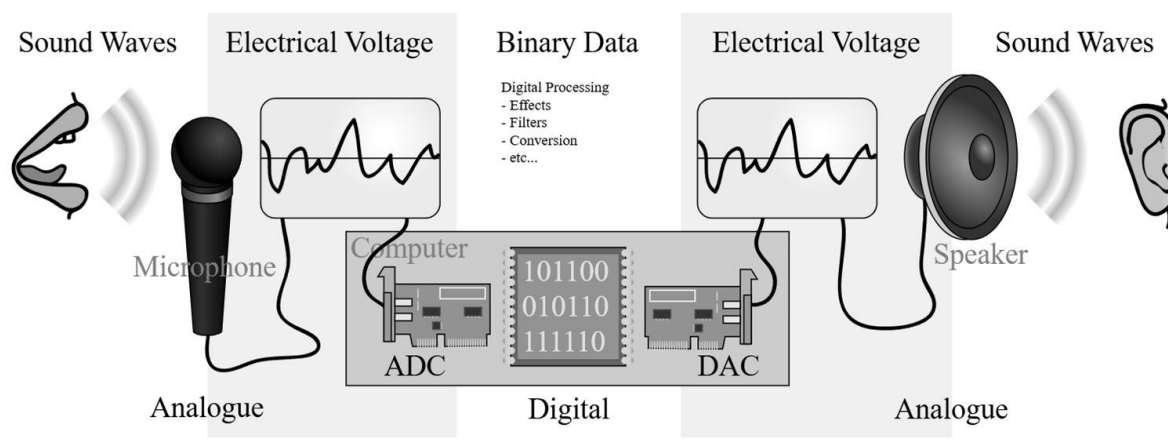 Sound Waves
Electrical Voltage
Binary Data
Electrical Voltage
Sound Waves
Digital Processing
- Effects
- Filters
- Conversion
- etc...
Microphone
Computer
Speaker
101100
010110
111110
ADC
DAC
Analogue
Digital
Analogue